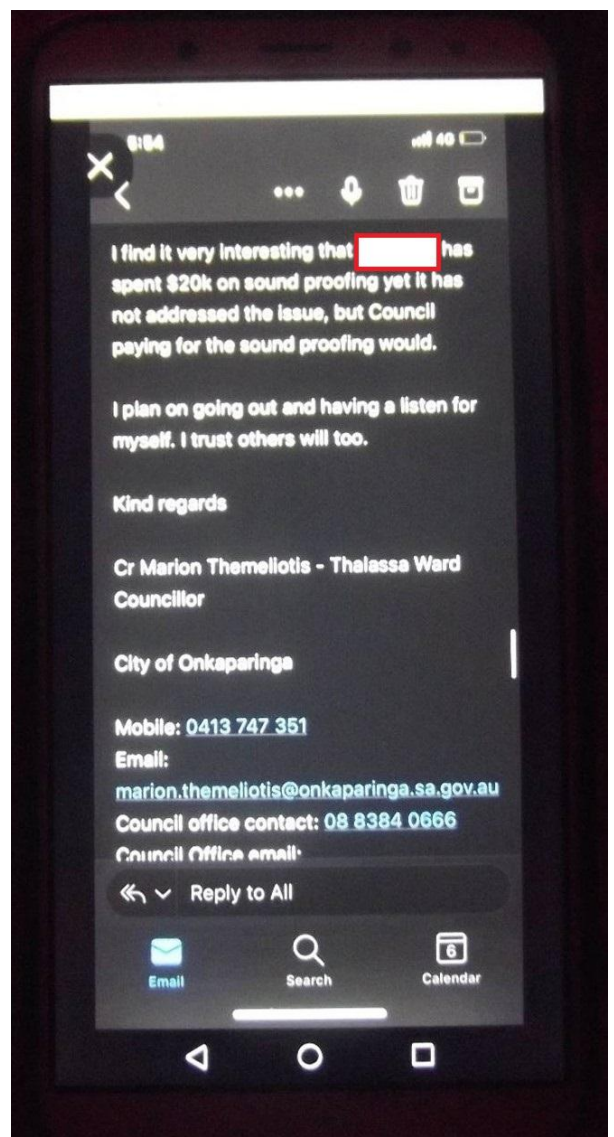 6:54
4G
I find it very interesting that has
spent $20k on sound proofing yet it has
not addressed the issue, but Council
paying for the sound proofing would.
I plan on going out and having a listen for
myself. I trust others will too.
Kind regards
Cr Marion Themeliotis - Thalassa Ward
Councillor
City of Onkaparinga
Mobile: 0413 747 351
Email:
marion.themeliotis@onkaparinga.sa.gov.au
Council office contact: 08 8384 0666
Council Office email:
Reply to All
6
Email Search Calendar